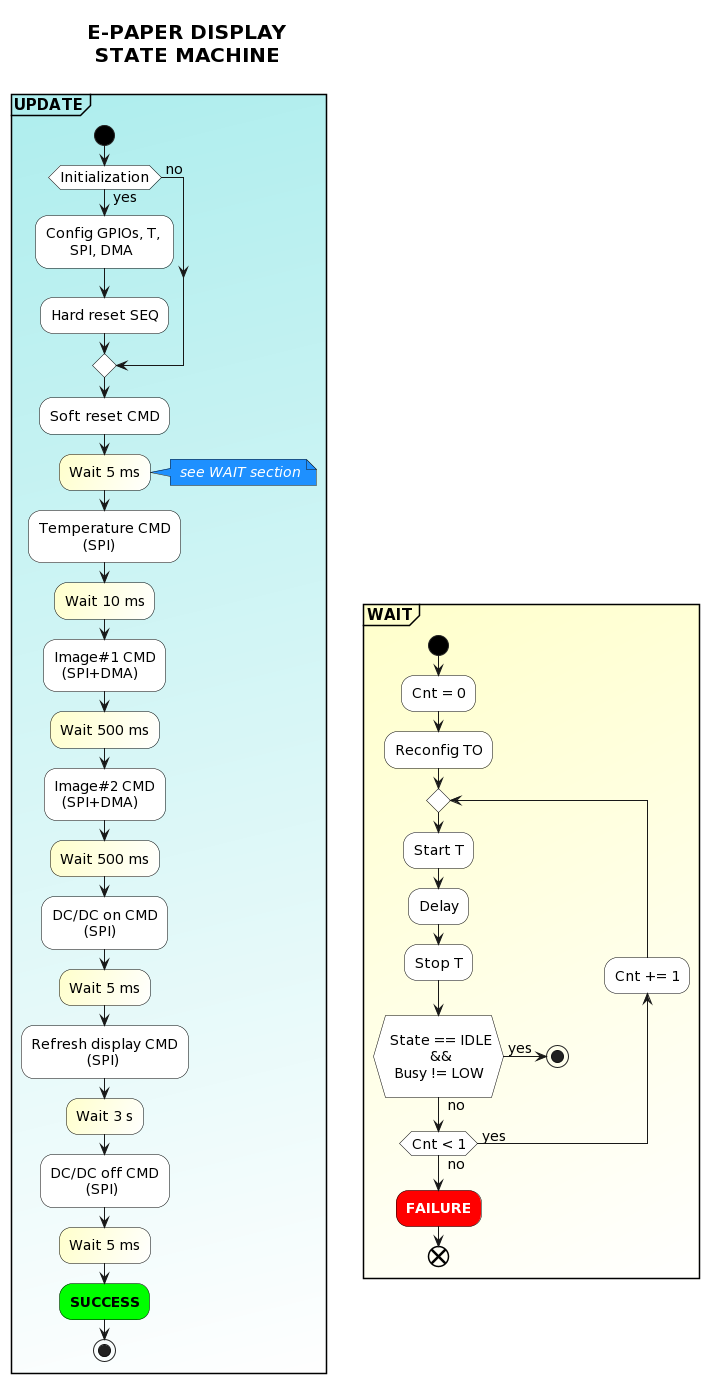 E-PAPER DISPLAY
STATE MACHINE
UPDATE
Initialization
no
yes
Config GPIOs, T,
SPI, DMA
Hard reset SEQ
Soft reset CMD
Wait 5 ms
see WAIT section
Temperature CMD
(SPI)
Wait 10 ms
Image#1 CMD
(SPI+DMA)
Wait 500 ms
Image#2 CMD
(SPI+DMA)
Wait 500 ms
DC/DC on CMD
(SPI)
Wait 5 ms
Refresh display CMD
(SPI)
Wait 3 s
DC/DC off CMD
(SPI)
Wait 5 ms
SUCCESS
WAIT
Cnt = 0
Reconfig TO
Start T
Delay
Stop T
Cnt += 1
State == IDLE
&&
Busy != LOW
yes
no
Cnt < 1
yes
no
FAILURE